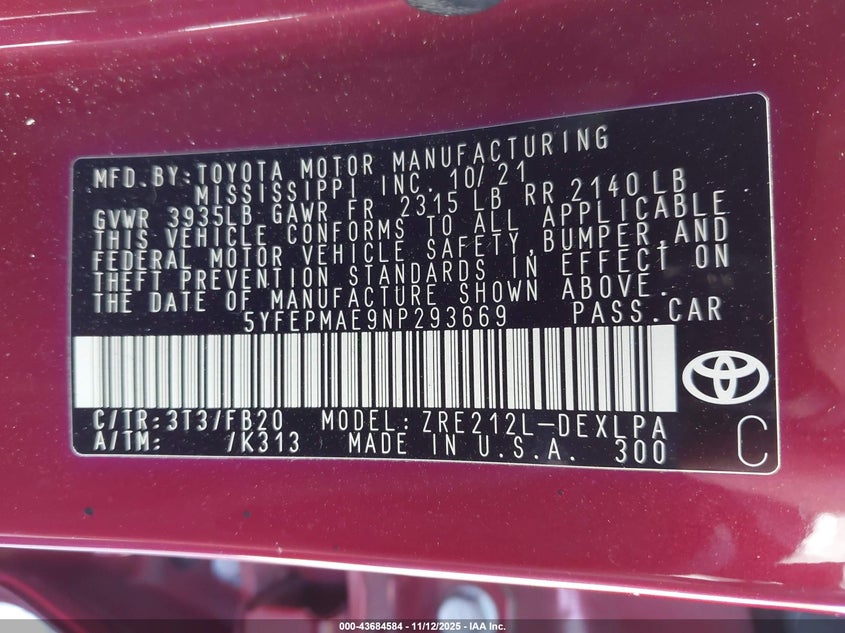 MFD. BY: TOYOTA MOTOR MANUFACTURING
MISSISSIPPI INC. 10/21
GVWR 3935LB GAWR FR 2315 LB RR 2140 LB
THIS VEHICLE CONFORMS TO ALL APPLICABLE
FEDERAL MOTOR VEHICLE SAFETY, BUMPER, AND
THEFT PREVENTION STANDARDS IN EFFECT ON
THE DATE OF MANUFACTURE SHOWN ABOVE.
5YFEPMAE9NP293669 PASS.CAR
C/TR: 3T3/FB20 MODEL: ZRE212L-DEXLPA
A/TM: /K313 MADE IN U.S.A. 300
C
000-43684584 - 11/12/2025 - IAA Inc.